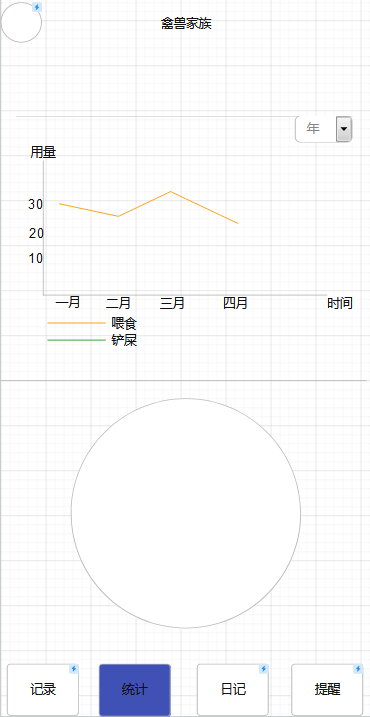 鑫兽家族
年
用量
30
20
10
一月 二月 三月 四月 时间
喂食
铲屎
记录 统计 日记 提醒